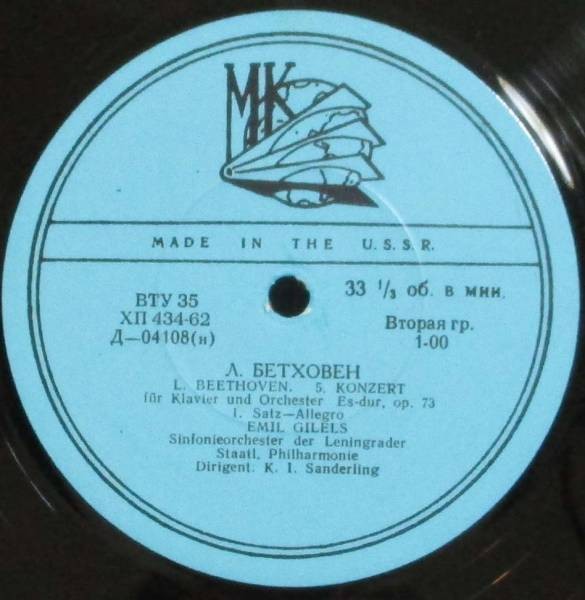 МК
MADE IN THE U.S.S.R.
ВТУ 35
ХП 434-62
Д—04108(н)
33 1/3 об. в мин.
Вторая гр.
1-00
Л. БЕТХОВЕН
L. BEETHOVEN. 5. KONZERT
für Klavier und Orchester Es-dur, op. 73
I. Satz—Allegro
EMIL GILELS
Sinfonieorchester der Leningrader
Staatl. Philharmonie
Dirigent: K. I. Sanderling